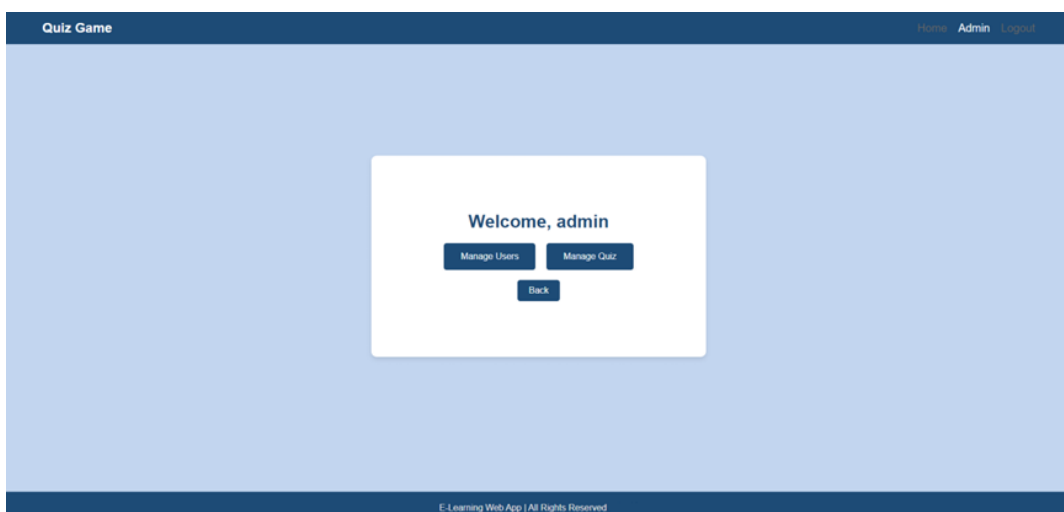 Quiz Game Home Admin Logout
Welcome, admin
Manage Users Manage Quiz
Back
E-Learning Web App | All Rights Reserved